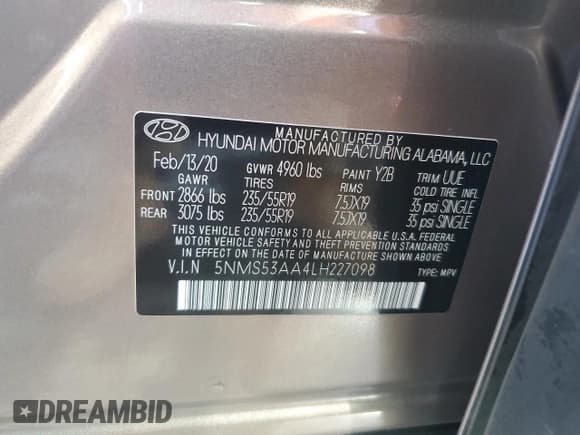 MANUFACTURED BY
HYUNDAI MOTOR MANUFACTURING ALABAMA, LLC
Feb/13/20 GVWR 4960 lbs PAINT Y2B TRIM UUE
GAWR TIRES RIMS COLD TIRE INFL
FRONT 2866 lbs 235/55R19 7.5JX19 35 psi SINGLE
REAR 3075 lbs 235/55R19 7.5JX19 35 psi SINGLE
THIS VEHICLE CONFORMS TO ALL APPLICABLE U.S.A. FEDERAL
MOTOR VEHICLE SAFETY AND THEFT PREVENTION STANDARDS
IN EFFECT ON THE DATE OF MANUFACTURE SHOWN ABOVE
V.I.N 5NMS53AA4LH227098 TYPE: MPV
DREAMBID